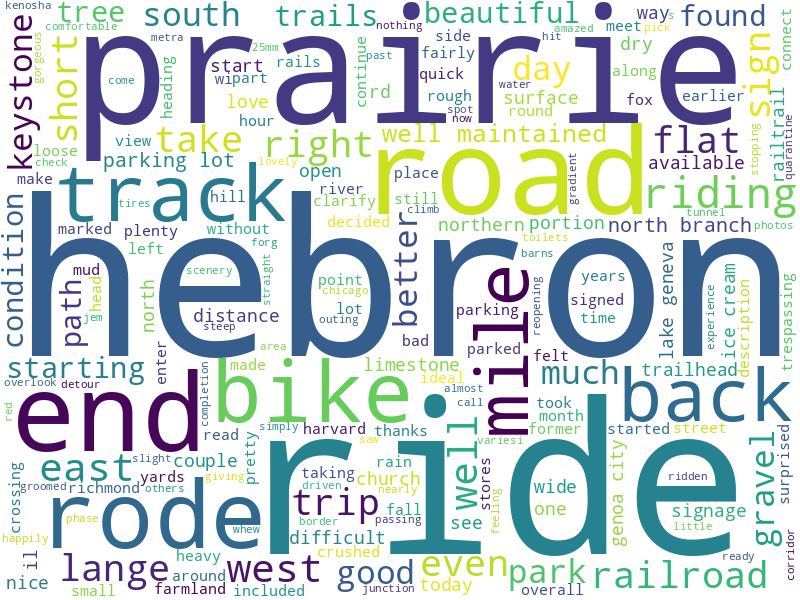 kenosha
tree
comfortable
south
metra
nothing
trails
beautiful
way
meet
found
s
pick
connect
gorgeous
keystone
short
prairie
25mm
come
wipart
start
rails
heading
love
hour
past
continue
rd
side
fairly
quick
rough
spot
now
hit
amazed
water
day
surface
round
dry
along
fox
earlier
sign
railtrail
quarantine
stopping
loose
check
view
take
right
well maintained
flat
available
parking lot
lovely
open
road
gradient
make
tires
track
hill
river
clarify
place
still
climb
riding
tunnel
photos
condition
marked
plenty
left
without
forg
decided
northern
portion
toilets
barns
north branch
trespassing
path
mud
head
jem
north
scenery
straight
hebron
point
chicago
lot
outing
better
years
signed
time
reopening
lake geneva
experience
ice cream
description
distance
steep
area
bad
parking
parked
mile
felt
enter
starting
made
limestone
ideal
much
trailhead
overlook
detour
completion
red
end
bike
almost
call
took
month
back
simply
harvard
thanks
well
variesi
former
started
street
read
saw
crossing
slight
yards
east
couple
pretty
taking
church
rain
stores
see
feeling
ride
wide
one
genoa city
ridden
signage
little
gravel
surprised
groomed
richmond
others
giving
driven
nearly
phase
rode
whew
trip
border
fall
passing
difficult
crushed
happily
il
nice
heavy
lange
around
farmland
small
west
included
good
junction
even
today
park
overall
railroad
ready
corridor